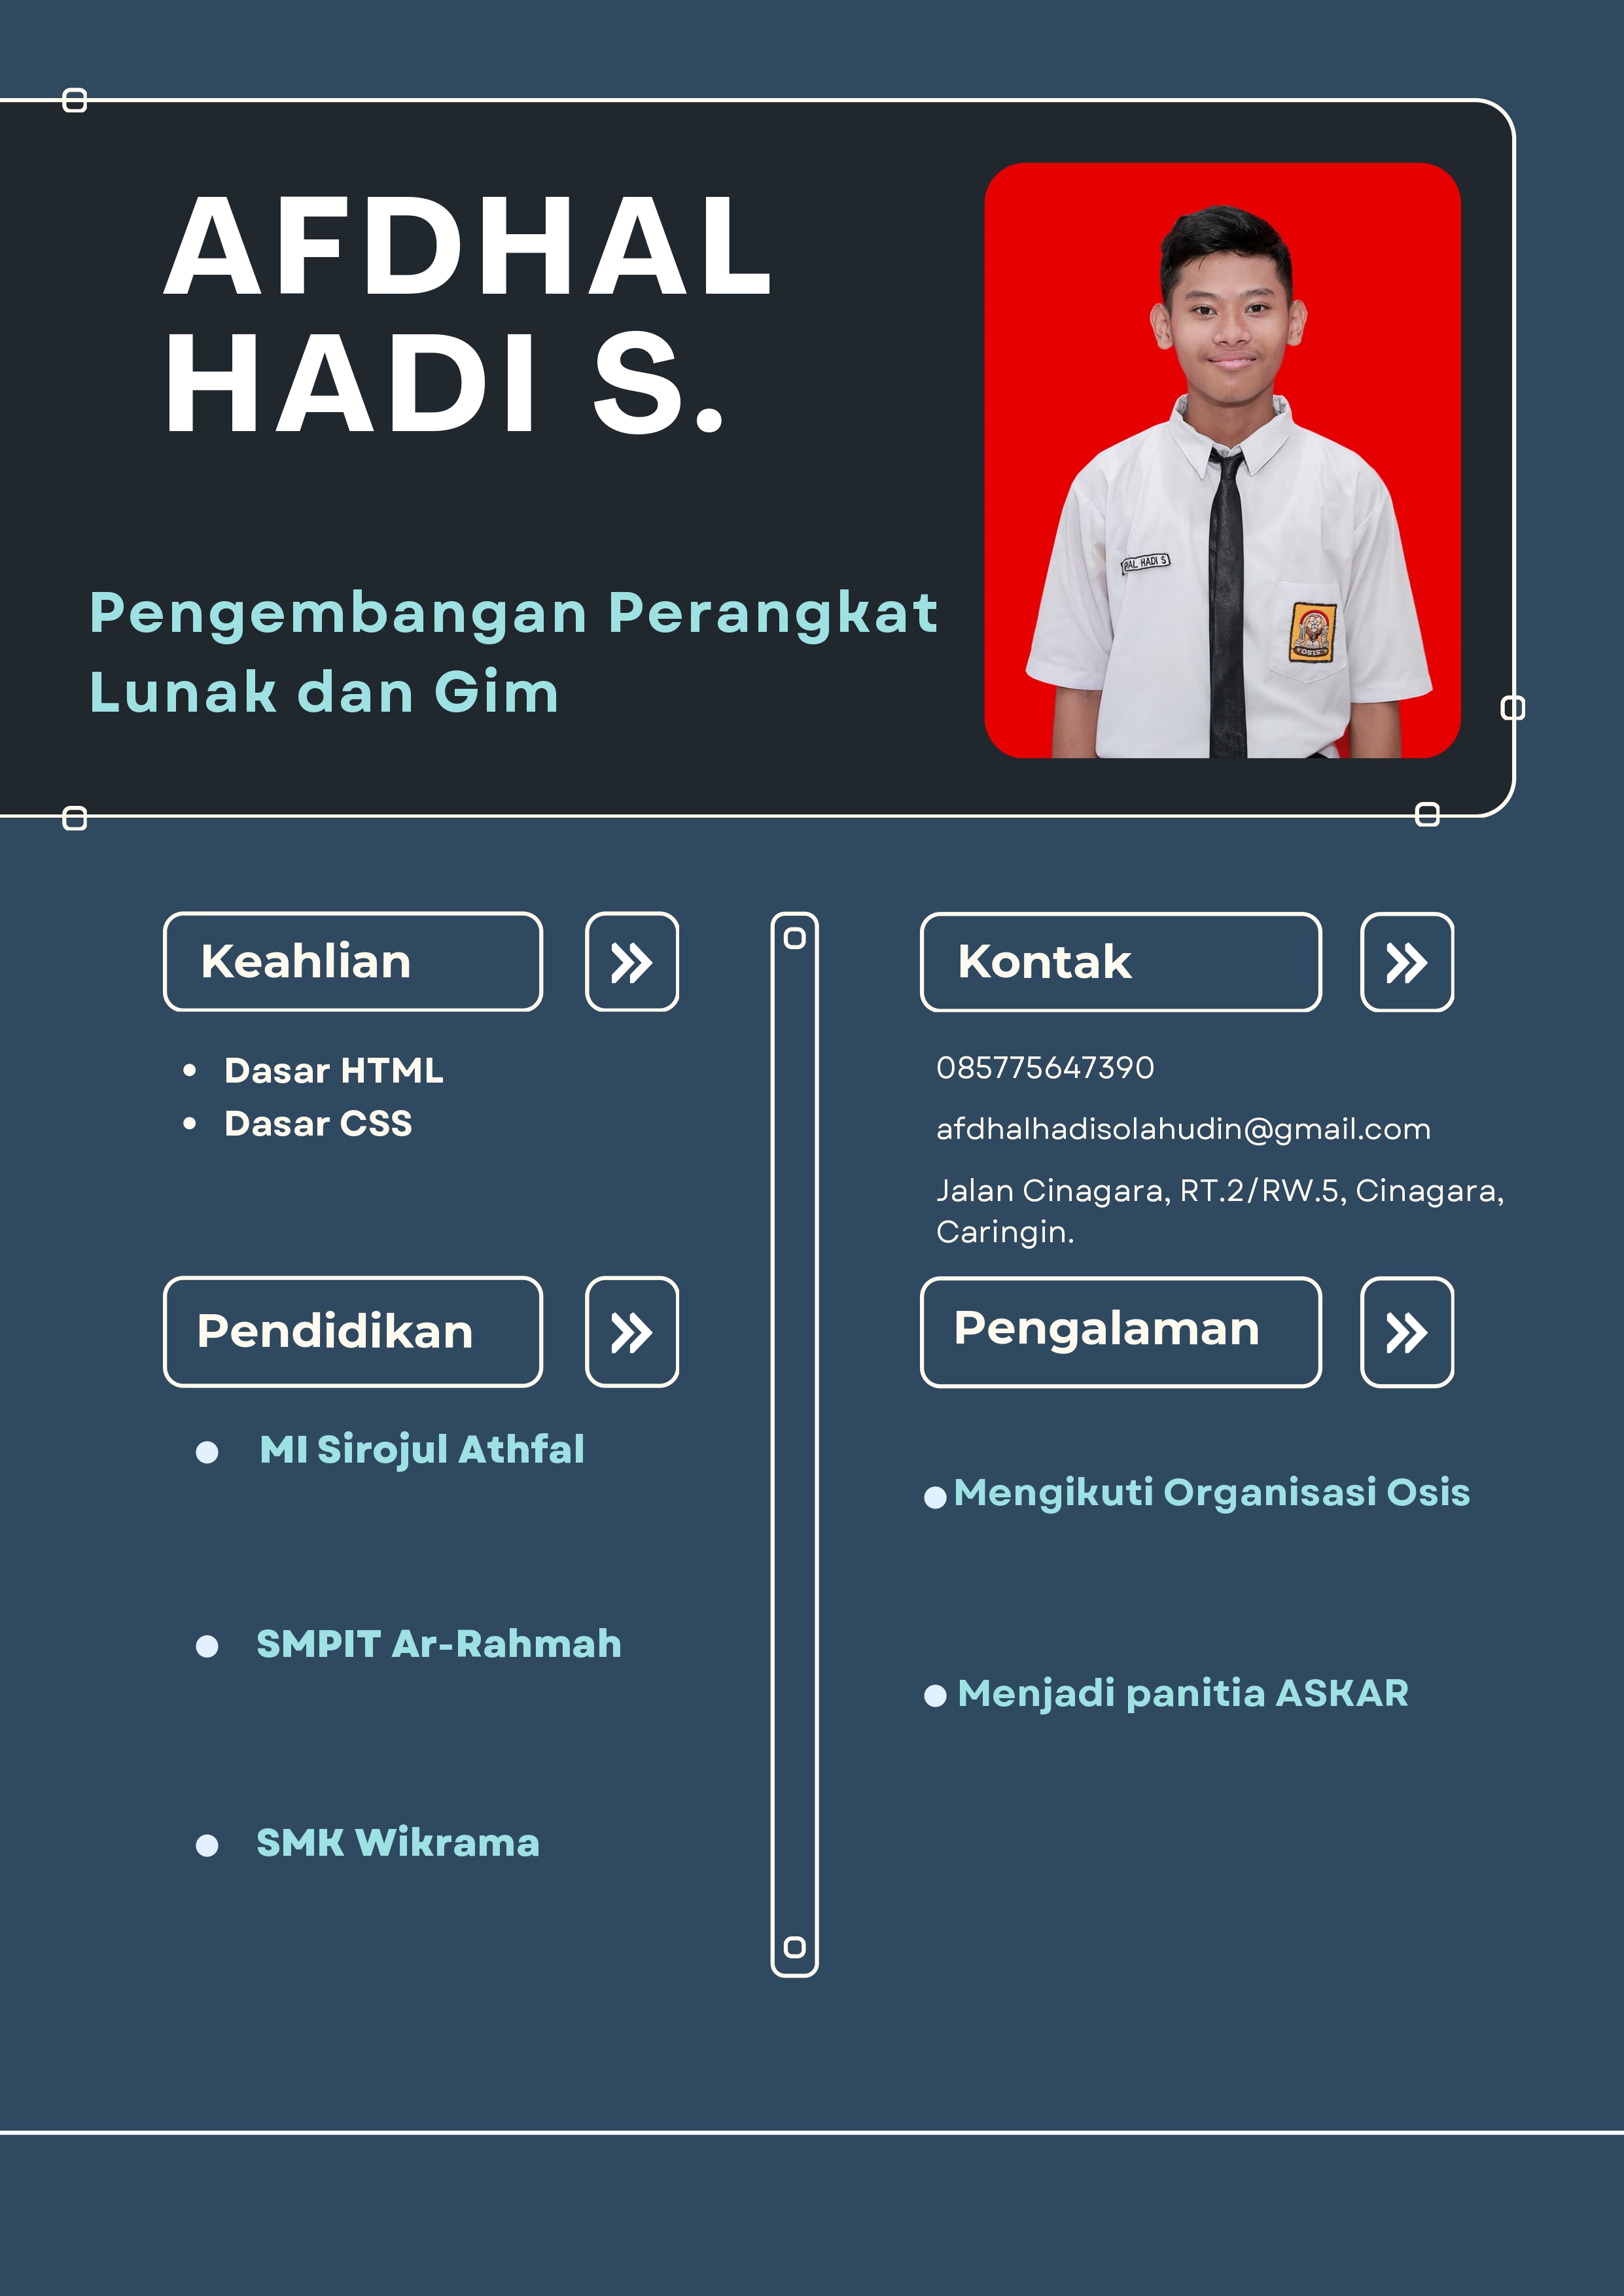 AFDHAL
HADI S.
Pengembangan Perangkat
Lunak dan Gim
HADI S
OSIS
Keahlian
Dasar HTML
Dasar CSS
Kontak
085775647390
afdhalhadisolahudin@gmail.com
Jalan Cinagara, RT.2/RW.5, Cinagara,
Caringin.
Pendidikan
MI Sirojul Athfal
SMPIT Ar-Rahmah
SMK Wikrama
Pengalaman
Mengikuti Organisasi Osis
Menjadi panitia ASKAR